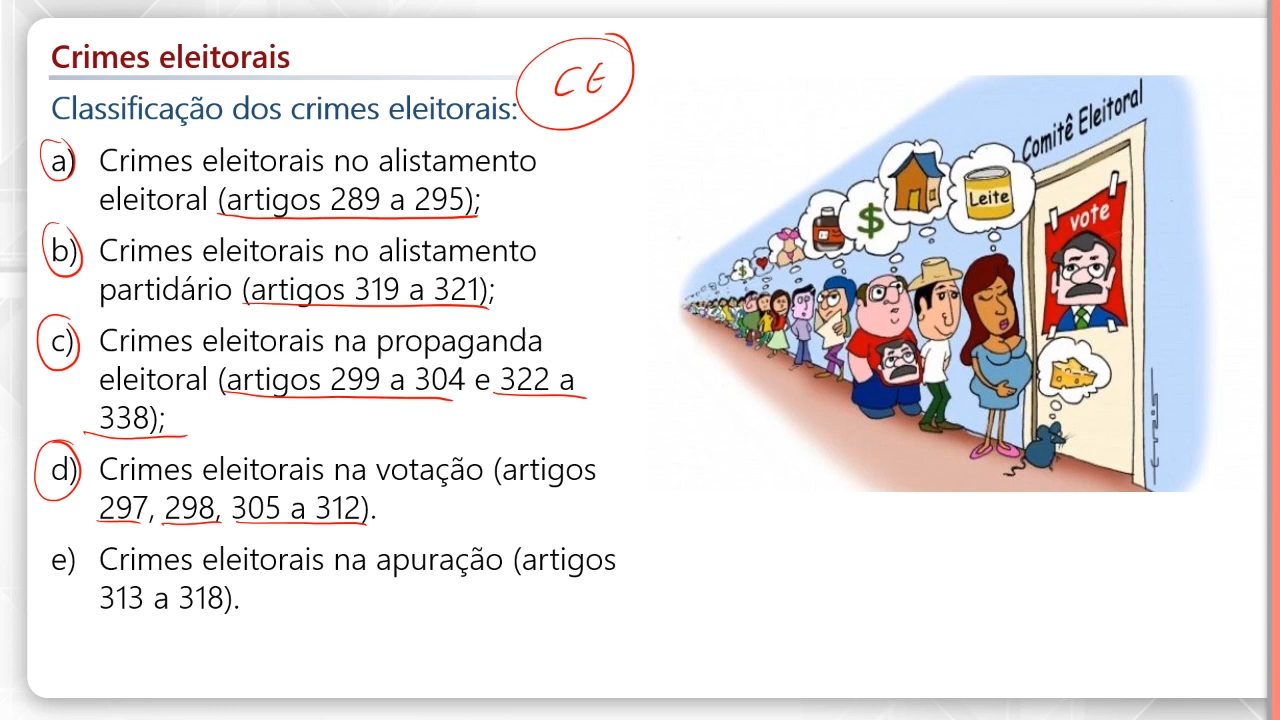 Crimes eleitorais
CE
Classificação dos crimes eleitorais:
a) Crimes eleitorais no alistamento
eleitoral (artigos 289 a 295);
b) Crimes eleitorais no alistamento
partidário (artigos 319 a 321);
c) Crimes eleitorais na propaganda
eleitoral (artigos 299 a 304 e 322 a
338);
d) Crimes eleitorais na votação (artigos
297, 298, 305 a 312).
e) Crimes eleitorais na apuração (artigos
313 a 318).
Comitê Eleitoral
Leite
vote
$
$